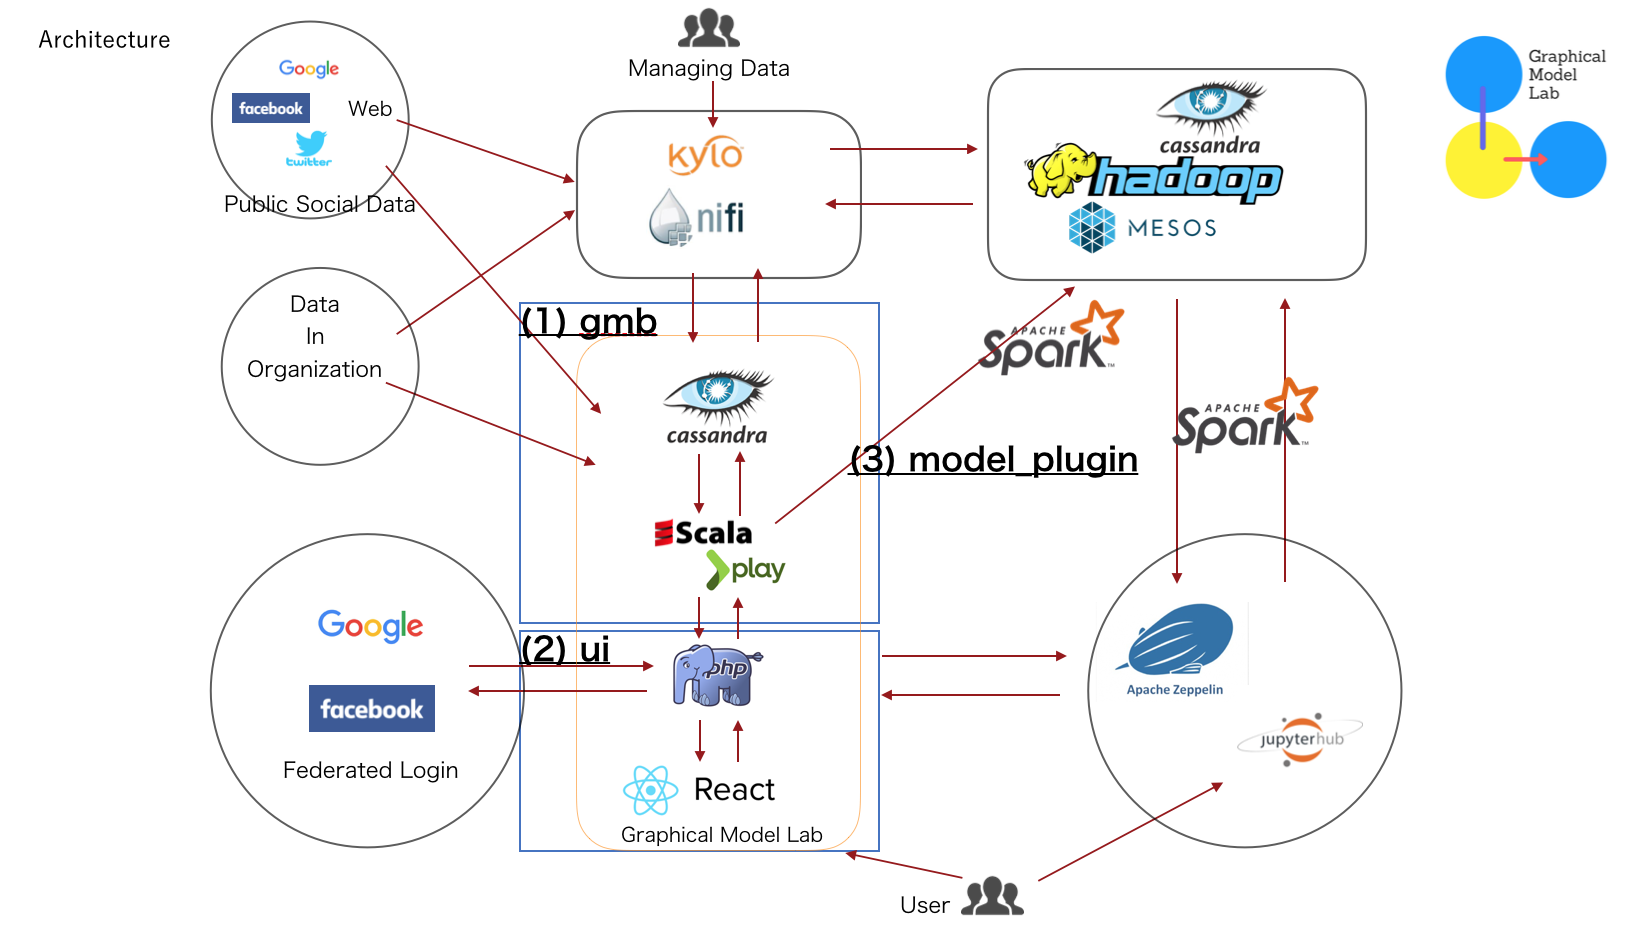 Architecture
Google
facebook
Web
twitter
Public Social Data
Managing Data
kylo
nifi
cassandra
hadoop
MESOS
Graphical
Model
Lab
Data
In
Organization
(1) gmb
cassandra
Scala
play
APACHE
Spark™
(3) model_plugin
APACHE
Spark™
Google
facebook
Federated Login
(2) ui
php
React
Graphical Model Lab
Apache Zeppelin
jupyterhub
User